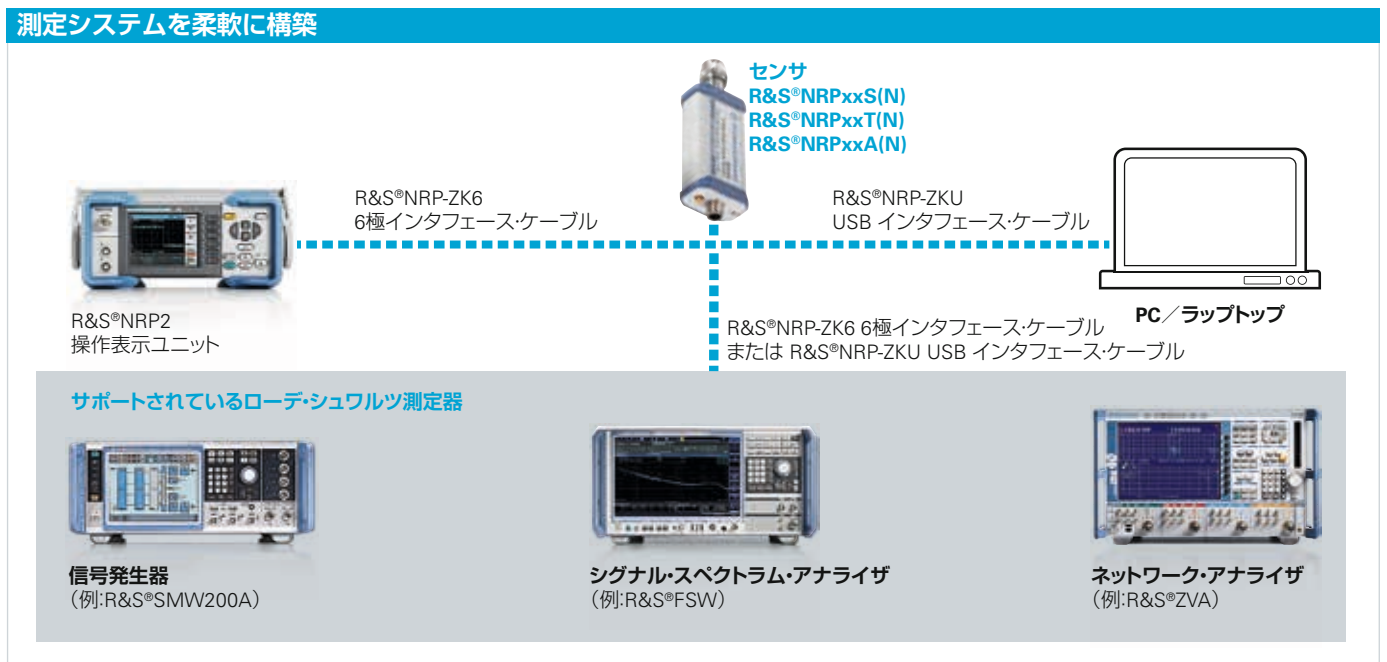 測定システムを柔軟に構築
センサ
R&S®NRPxxS(N)
R&S®NRPxxT(N)
R&S®NRPxxA(N)
R&S®NRP-ZK6
6極インタフェース・ケーブル
R&S®NRP-ZKU
USB インタフェース・ケーブル
R&S®NRP2
操作表示ユニット
PC／ラップトップ
R&S®NRP-ZK6 6極インタフェース・ケーブル
または R&S®NRP-ZKU USB インタフェース・ケーブル
サポートされているローデ・シュワルツ測定器
信号発生器
（例:R&S®SMW200A）
シグナル・スペクトラム・アナライザ
（例:R&S®FSW）
ネットワーク・アナライザ
（例:R&S®ZVA）